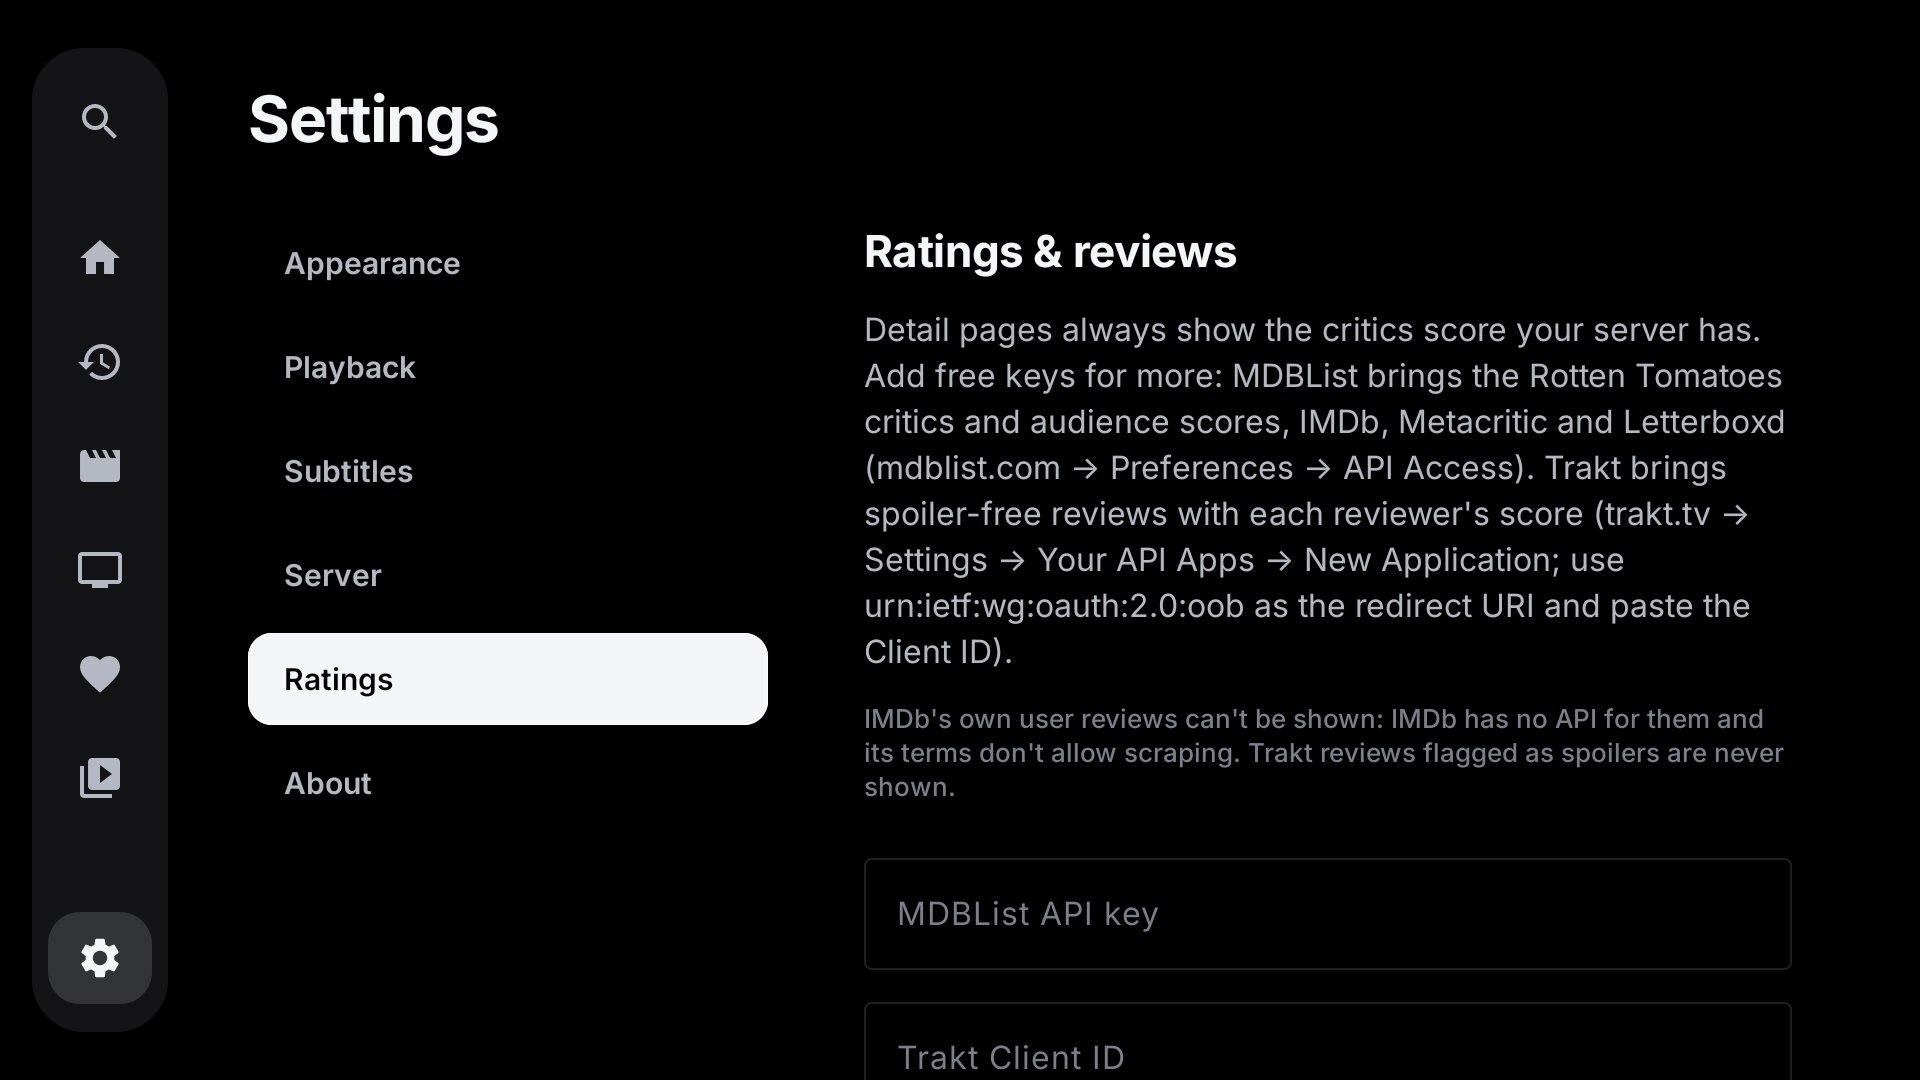 Settings
Appearance
Playback
Subtitles
Server
Ratings
About
Ratings & reviews
Detail pages always show the critics score your server has.
Add free keys for more: MDBList brings the Rotten Tomatoes
critics and audience scores, IMDb, Metacritic and Letterboxd
(mdblist.com → Preferences → API Access). Trakt brings
spoiler-free reviews with each reviewer's score (trakt.tv →
Settings → Your API Apps → New Application; use
urn:ietf:wg:oauth:2.0:oob as the redirect URI and paste the
Client ID).
IMDb's own user reviews can't be shown: IMDb has no API for them and
its terms don't allow scraping. Trakt reviews flagged as spoilers are never
shown.
MDBList API key
Trakt Client ID